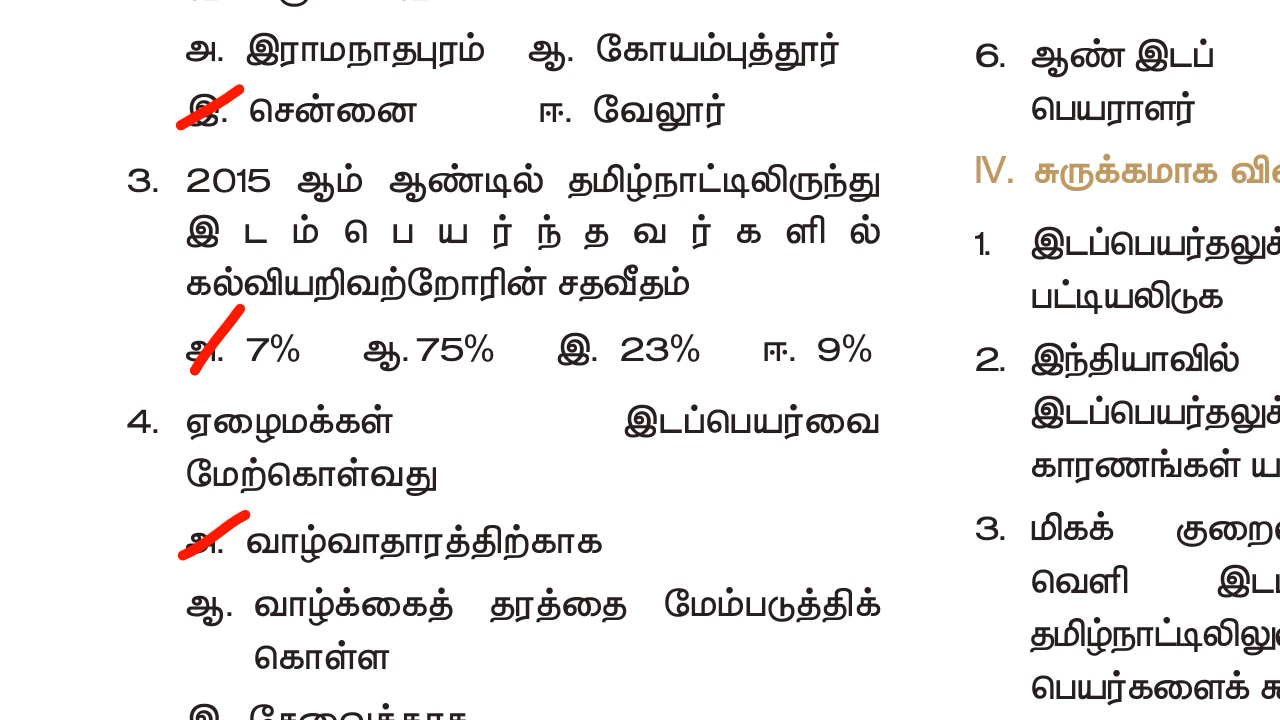 அ. இராமநாதபுரம் ஆ. கோயம்புத்தூர்
இ. சென்னை ஈ. வேலூர்
3. 2015 ஆம் ஆண்டில் தமிழ்நாட்டிலிருந்து
இடம்பெயர்ந்தவர்களில்
கல்வியறிவற்றோரின் சதவீதம்
அ. 7% ஆ. 75% இ. 23% ஈ. 9%
4. ஏழைமக்கள் இடப்பெயர்வை
மேற்கொள்வது
அ. வாழ்வாதாரத்திற்காக
ஆ. வாழ்க்கைத் தரத்தை மேம்படுத்திக்
கொள்ள
இ. சேவைக்காக
6. ஆண் இடப்
பெயராளர்
IV. சுருக்கமாக
1. இடப்பெயர்தலுக்
பட்டியலிடுக
2. இந்தியாவில்
இடப்பெயர்தலுக்
காரணங்கள்
3. மிகக்
வெளி
பெயர்களைக்